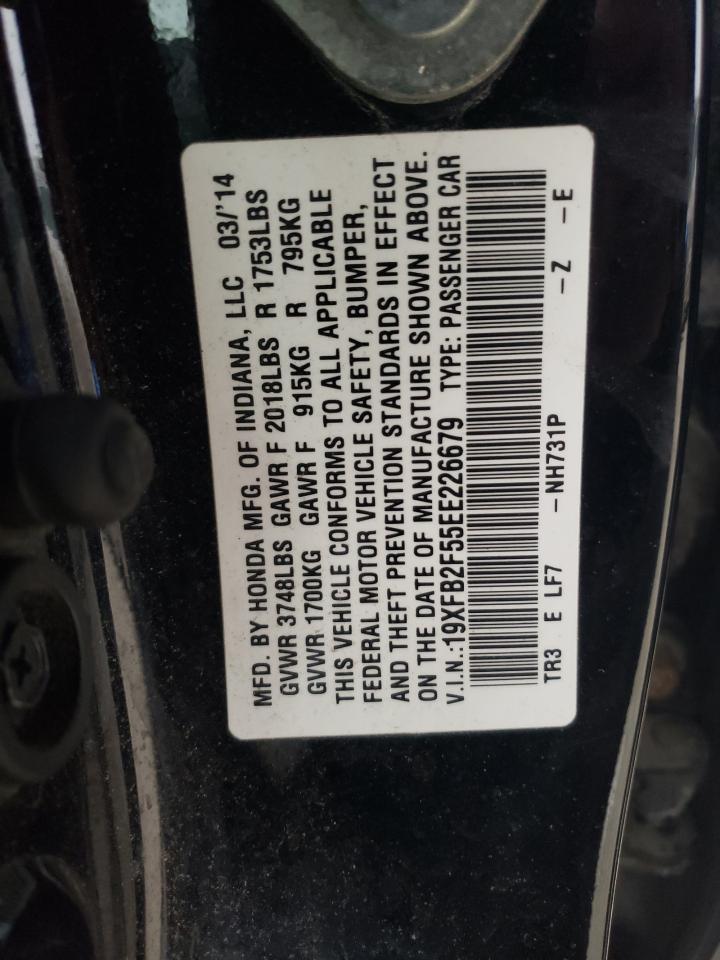 MFD. BY HONDA MFG. OF INDIANA, LLC 03/'14
GVWR 3748LBS GAWR F 2018LBS R 1753LBS
GVWR 1700KG GAWR F 915KG R 795KG
THIS VEHICLE CONFORMS TO ALL APPLICABLE
FEDERAL MOTOR VEHICLE SAFETY, BUMPER,
AND THEFT PREVENTION STANDARDS IN EFFECT
ON THE DATE OF MANUFACTURE SHOWN ABOVE.
V.I.N.:19XFB2F55EE226679 TYPE: PASSENGER CAR
TR3 E LF7 -NH731P -Z -E